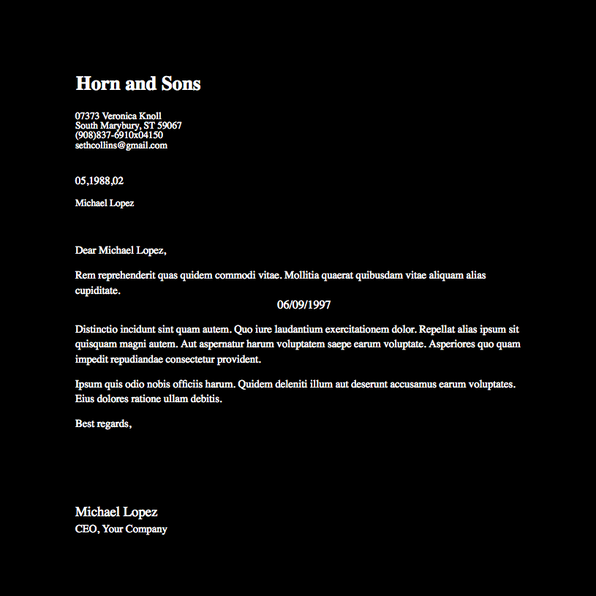 Horn and Sons
07373 Veronica Knoll
South Marybury, ST 59067
(908)837-6910x04150
sethcollins@gmail.com
05,1988,02
Michael Lopez
Dear Michael Lopez,
Rem reprehenderit quas quidem commodi vitae. Mollitia quaerat quibusdam vitae aliquam alias
cupiditate.
06/09/1997
Distinctio incidunt sint quam autem. Quo iure laudantium exercitationem dolor. Repellat alias ipsum sit
quisquam magni autem. Aut aspernatur harum voluptatem saepe earum voluptate. Asperiores quo quam
impedit repudiandae consectetur provident.
Ipsum quis odio nobis officiis harum. Quidem deleniti illum aut deserunt accusamus earum voluptates.
Eius dolores ratione ullam debitis.
Best regards,
Michael Lopez
CEO, Your Company